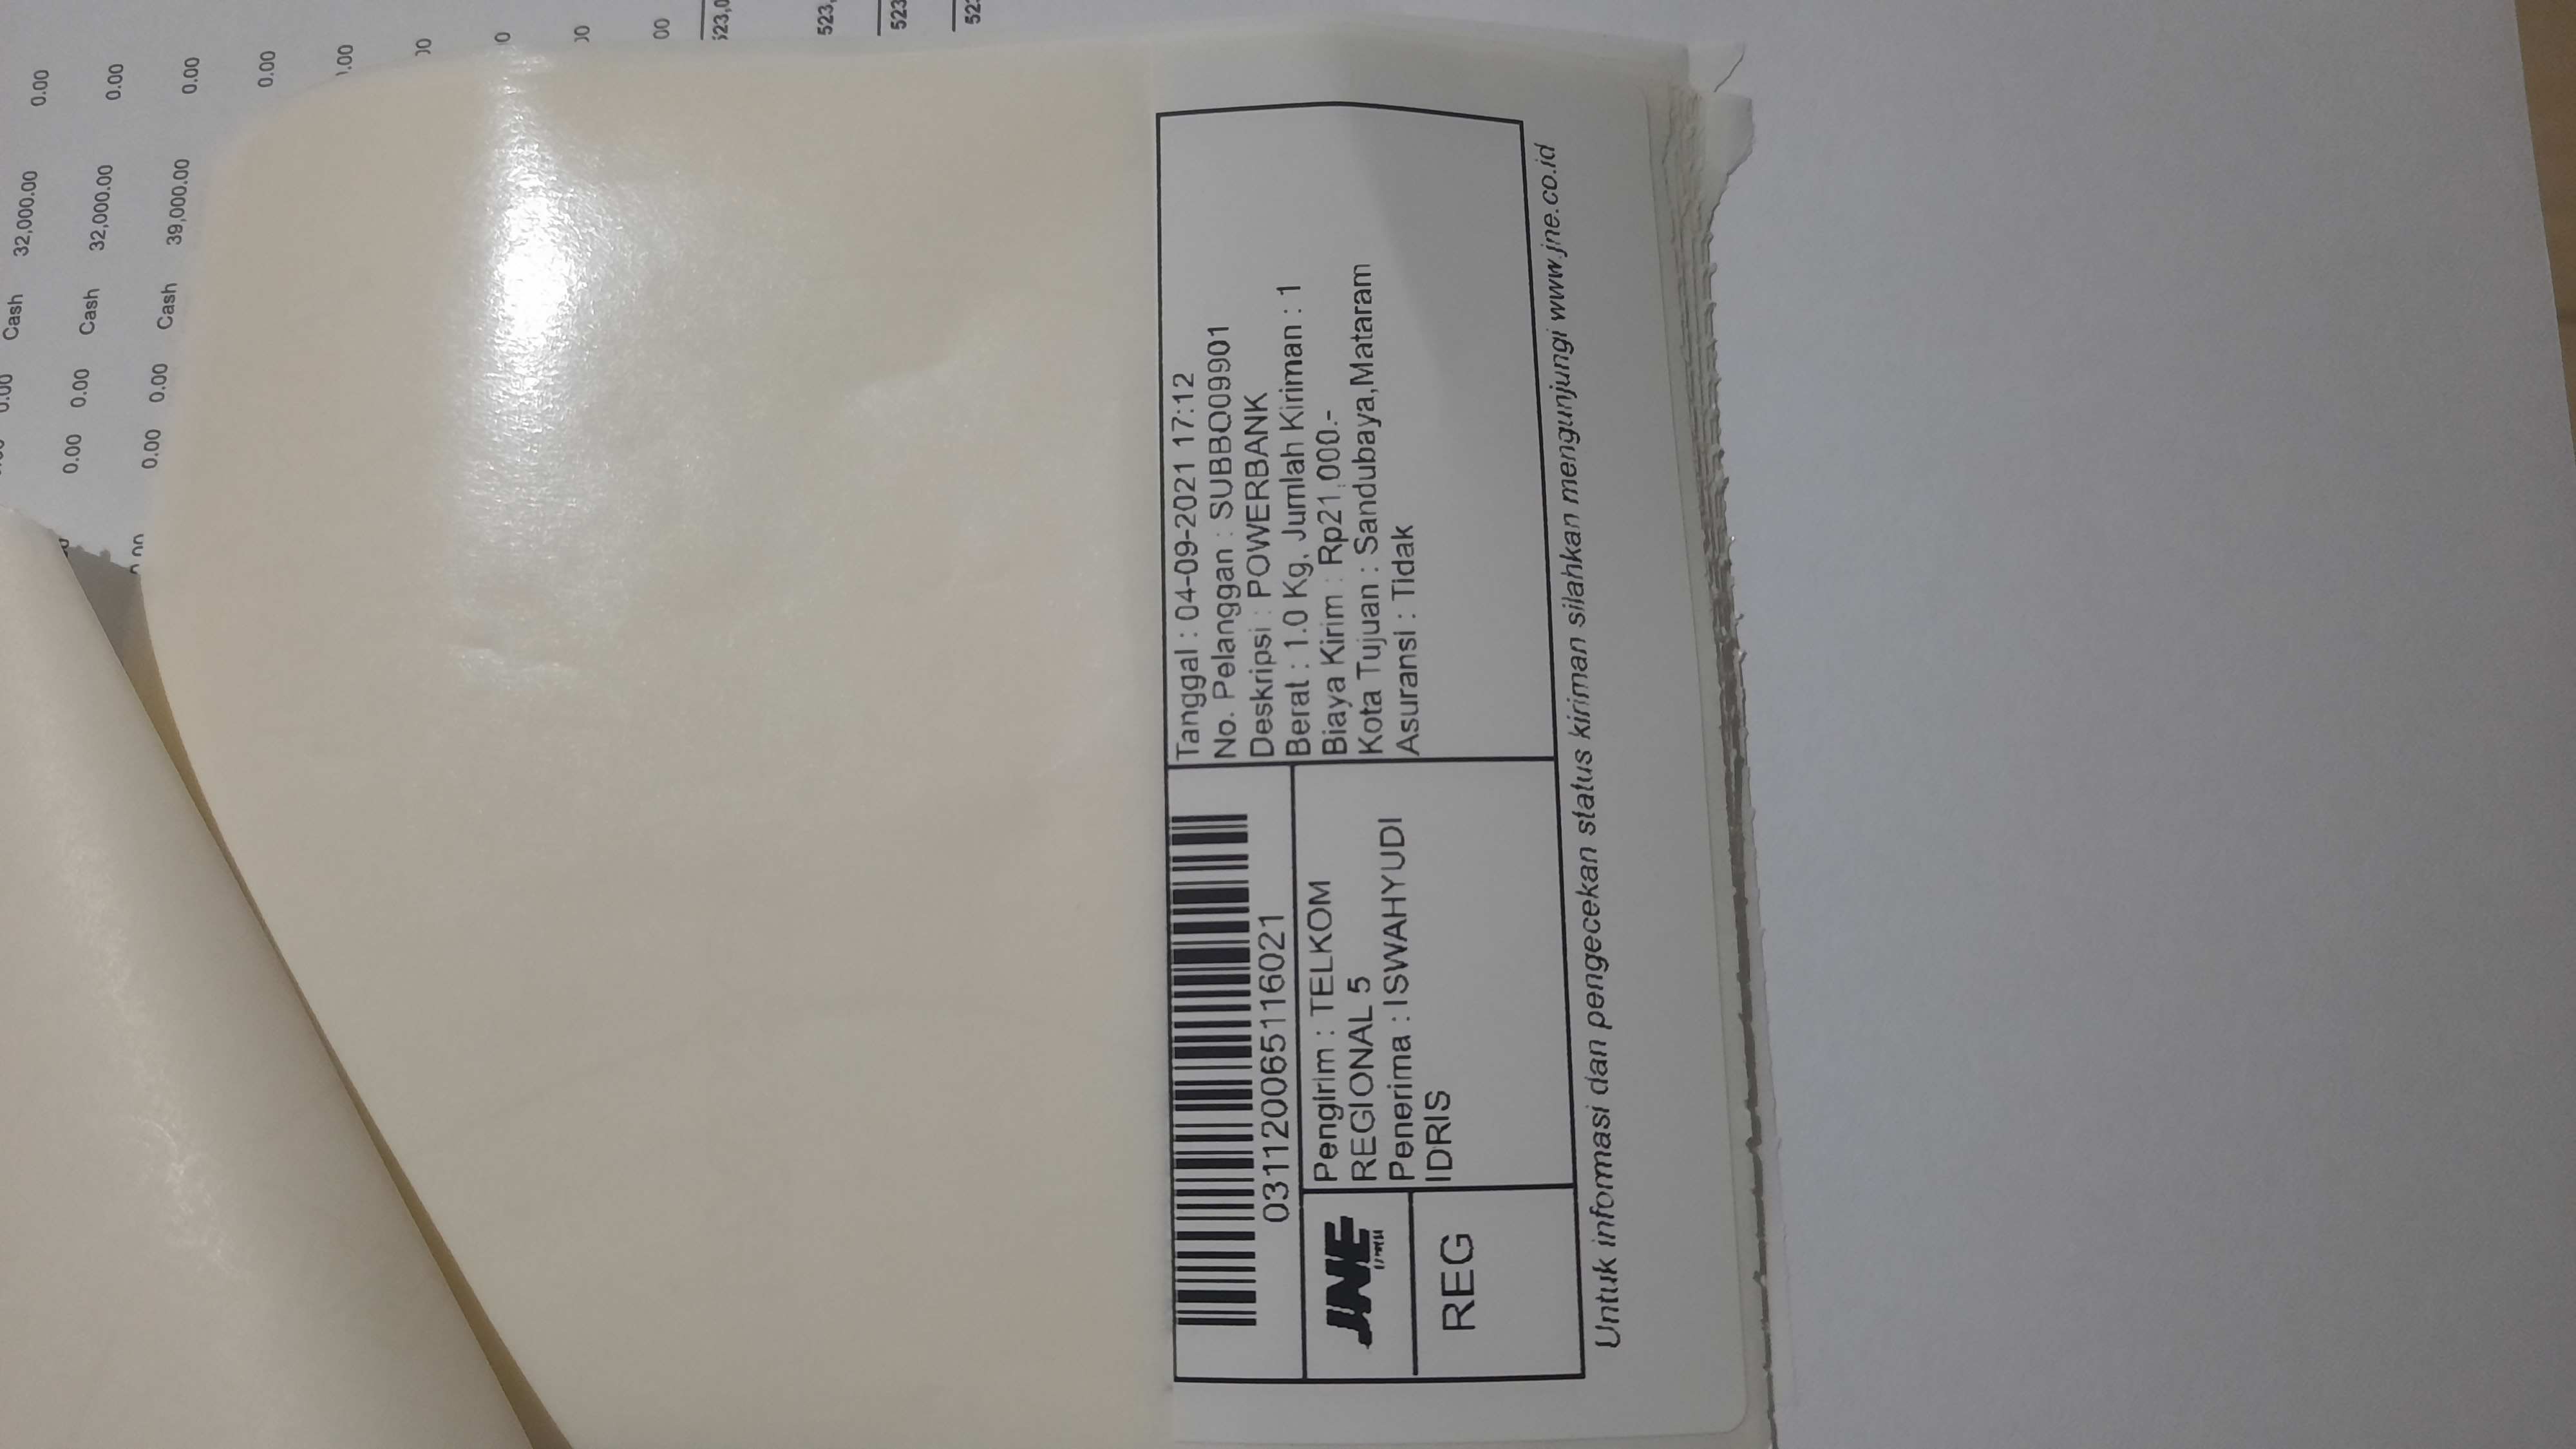 0.00 Cash 32,000.00 0.00
0.00 0.00 Cash 32,000.00 0.00
0.00 0.00 Cash 39,000.00 0.00
0.00
031120065116021
JNE
REG
Pengirim : TELKOM
REGIONAL 5
Penerima : ISWAHYUDI
IDRIS
Tanggal : 04-09-2021 17:12
No. Pelanggan : SUBBO09901
Deskripsi : POWERBANK
Berat : 1.0 Kg, Jumlah Kiriman : 1
Biaya Kirim : Rp21,000.-
Kota Tujuan : Sandubaya,Mataram
Asuransi : Tidak
Untuk informasi dan pengecekan status kiriman silahkan mengunjungi www.jne.co.id